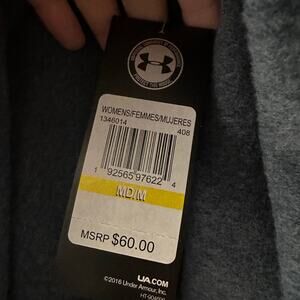 WOMENS/FEMMES/MUJERES
1346014 408
1 92565 97622 4
MD/M
MSRP $60.00
UA.COM
©2016 Under Armour, Inc.